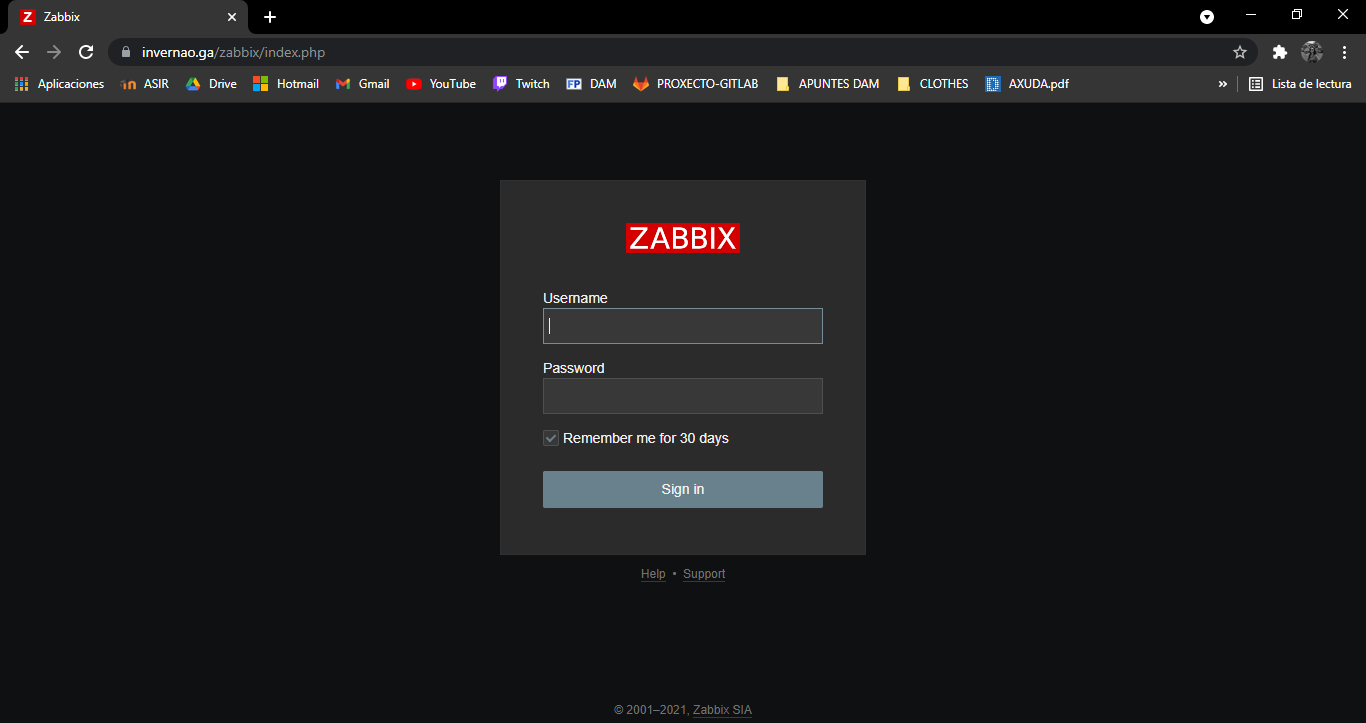 Z Zabbix
invernao.ga/zabbix/index.php
Aplicaciones ASIR Drive Hotmail Gmail YouTube Twitch FP DAM PROXECTO-GITLAB APUNTES DAM CLOTHES AXUDA.pdf » Lista de lectura
ZABBIX
Username
Password
Remember me for 30 days
Sign in
Help • Support
© 2001–2021, Zabbix SIA